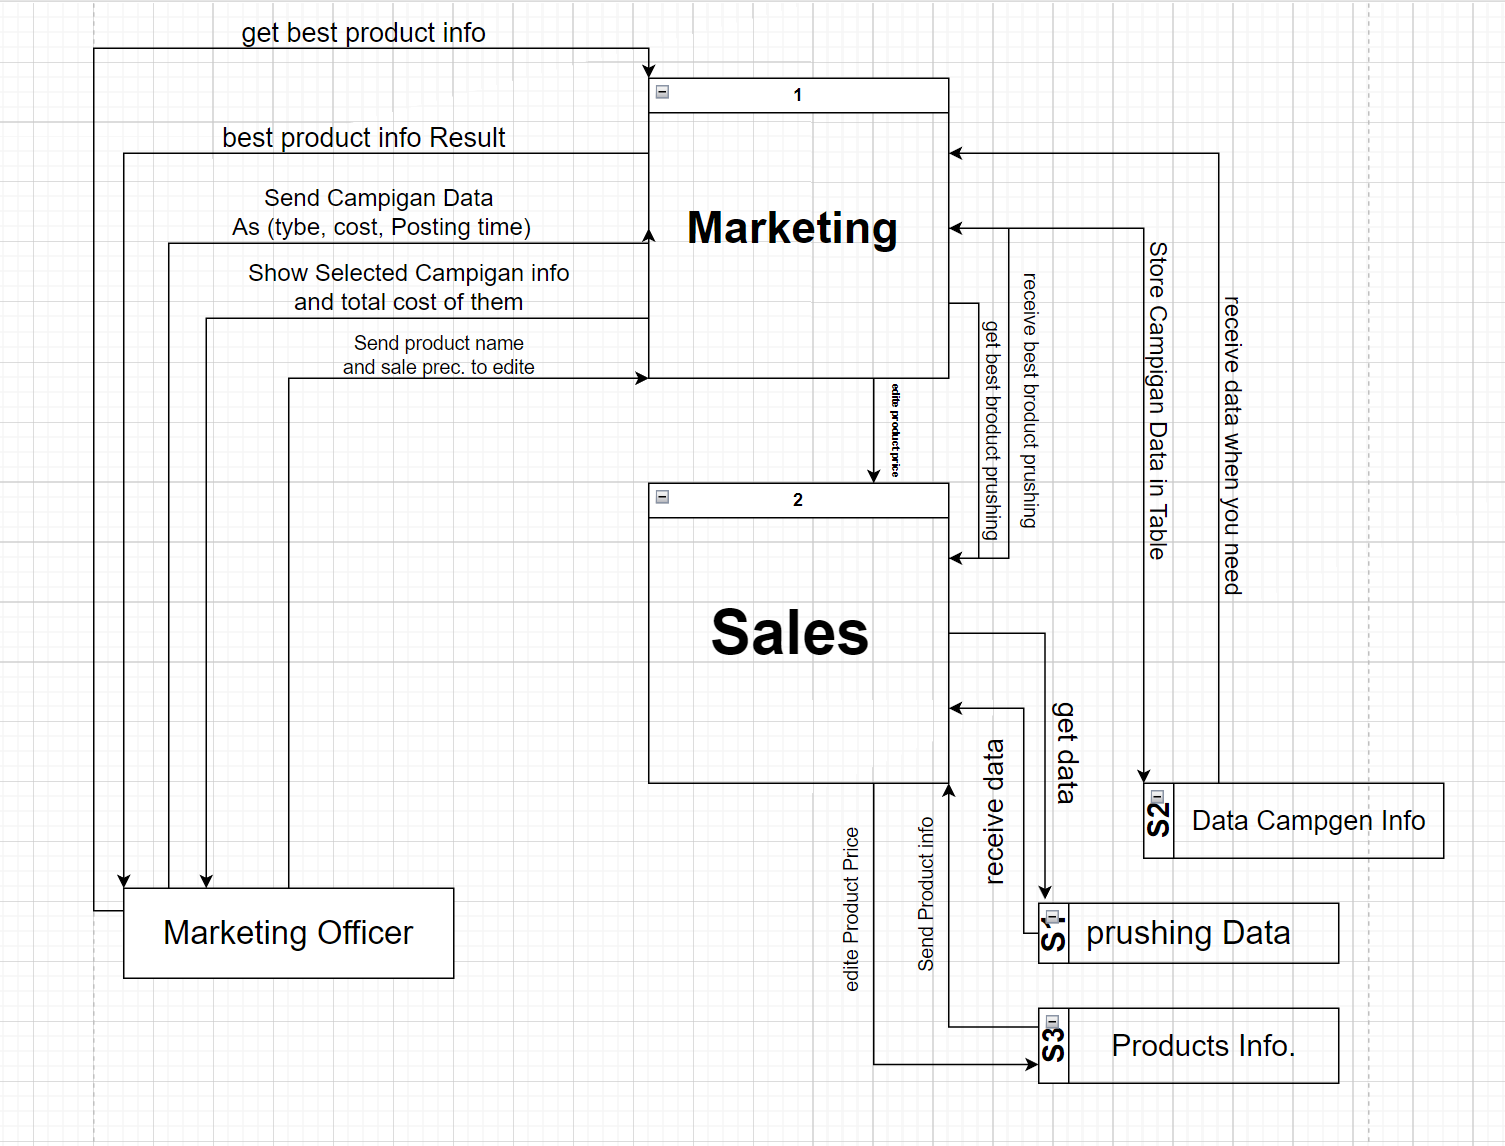 get best product info
1
best product info Result
Send Campigan Data
As (tybe, cost, Posting time)
Marketing
Show Selected Campigan info
and total cost of them
Send product name
and sale prec. to edite
edite product price
get best broduct prushing
receive best broduct prushing
Store Campigan Data in Table
receive data when you need
2
Sales
get data
receive data
edite Product Price
Send Product info
S2
Data Campgen Info
Marketing Officer
S1
prushing Data
S3
Products Info.